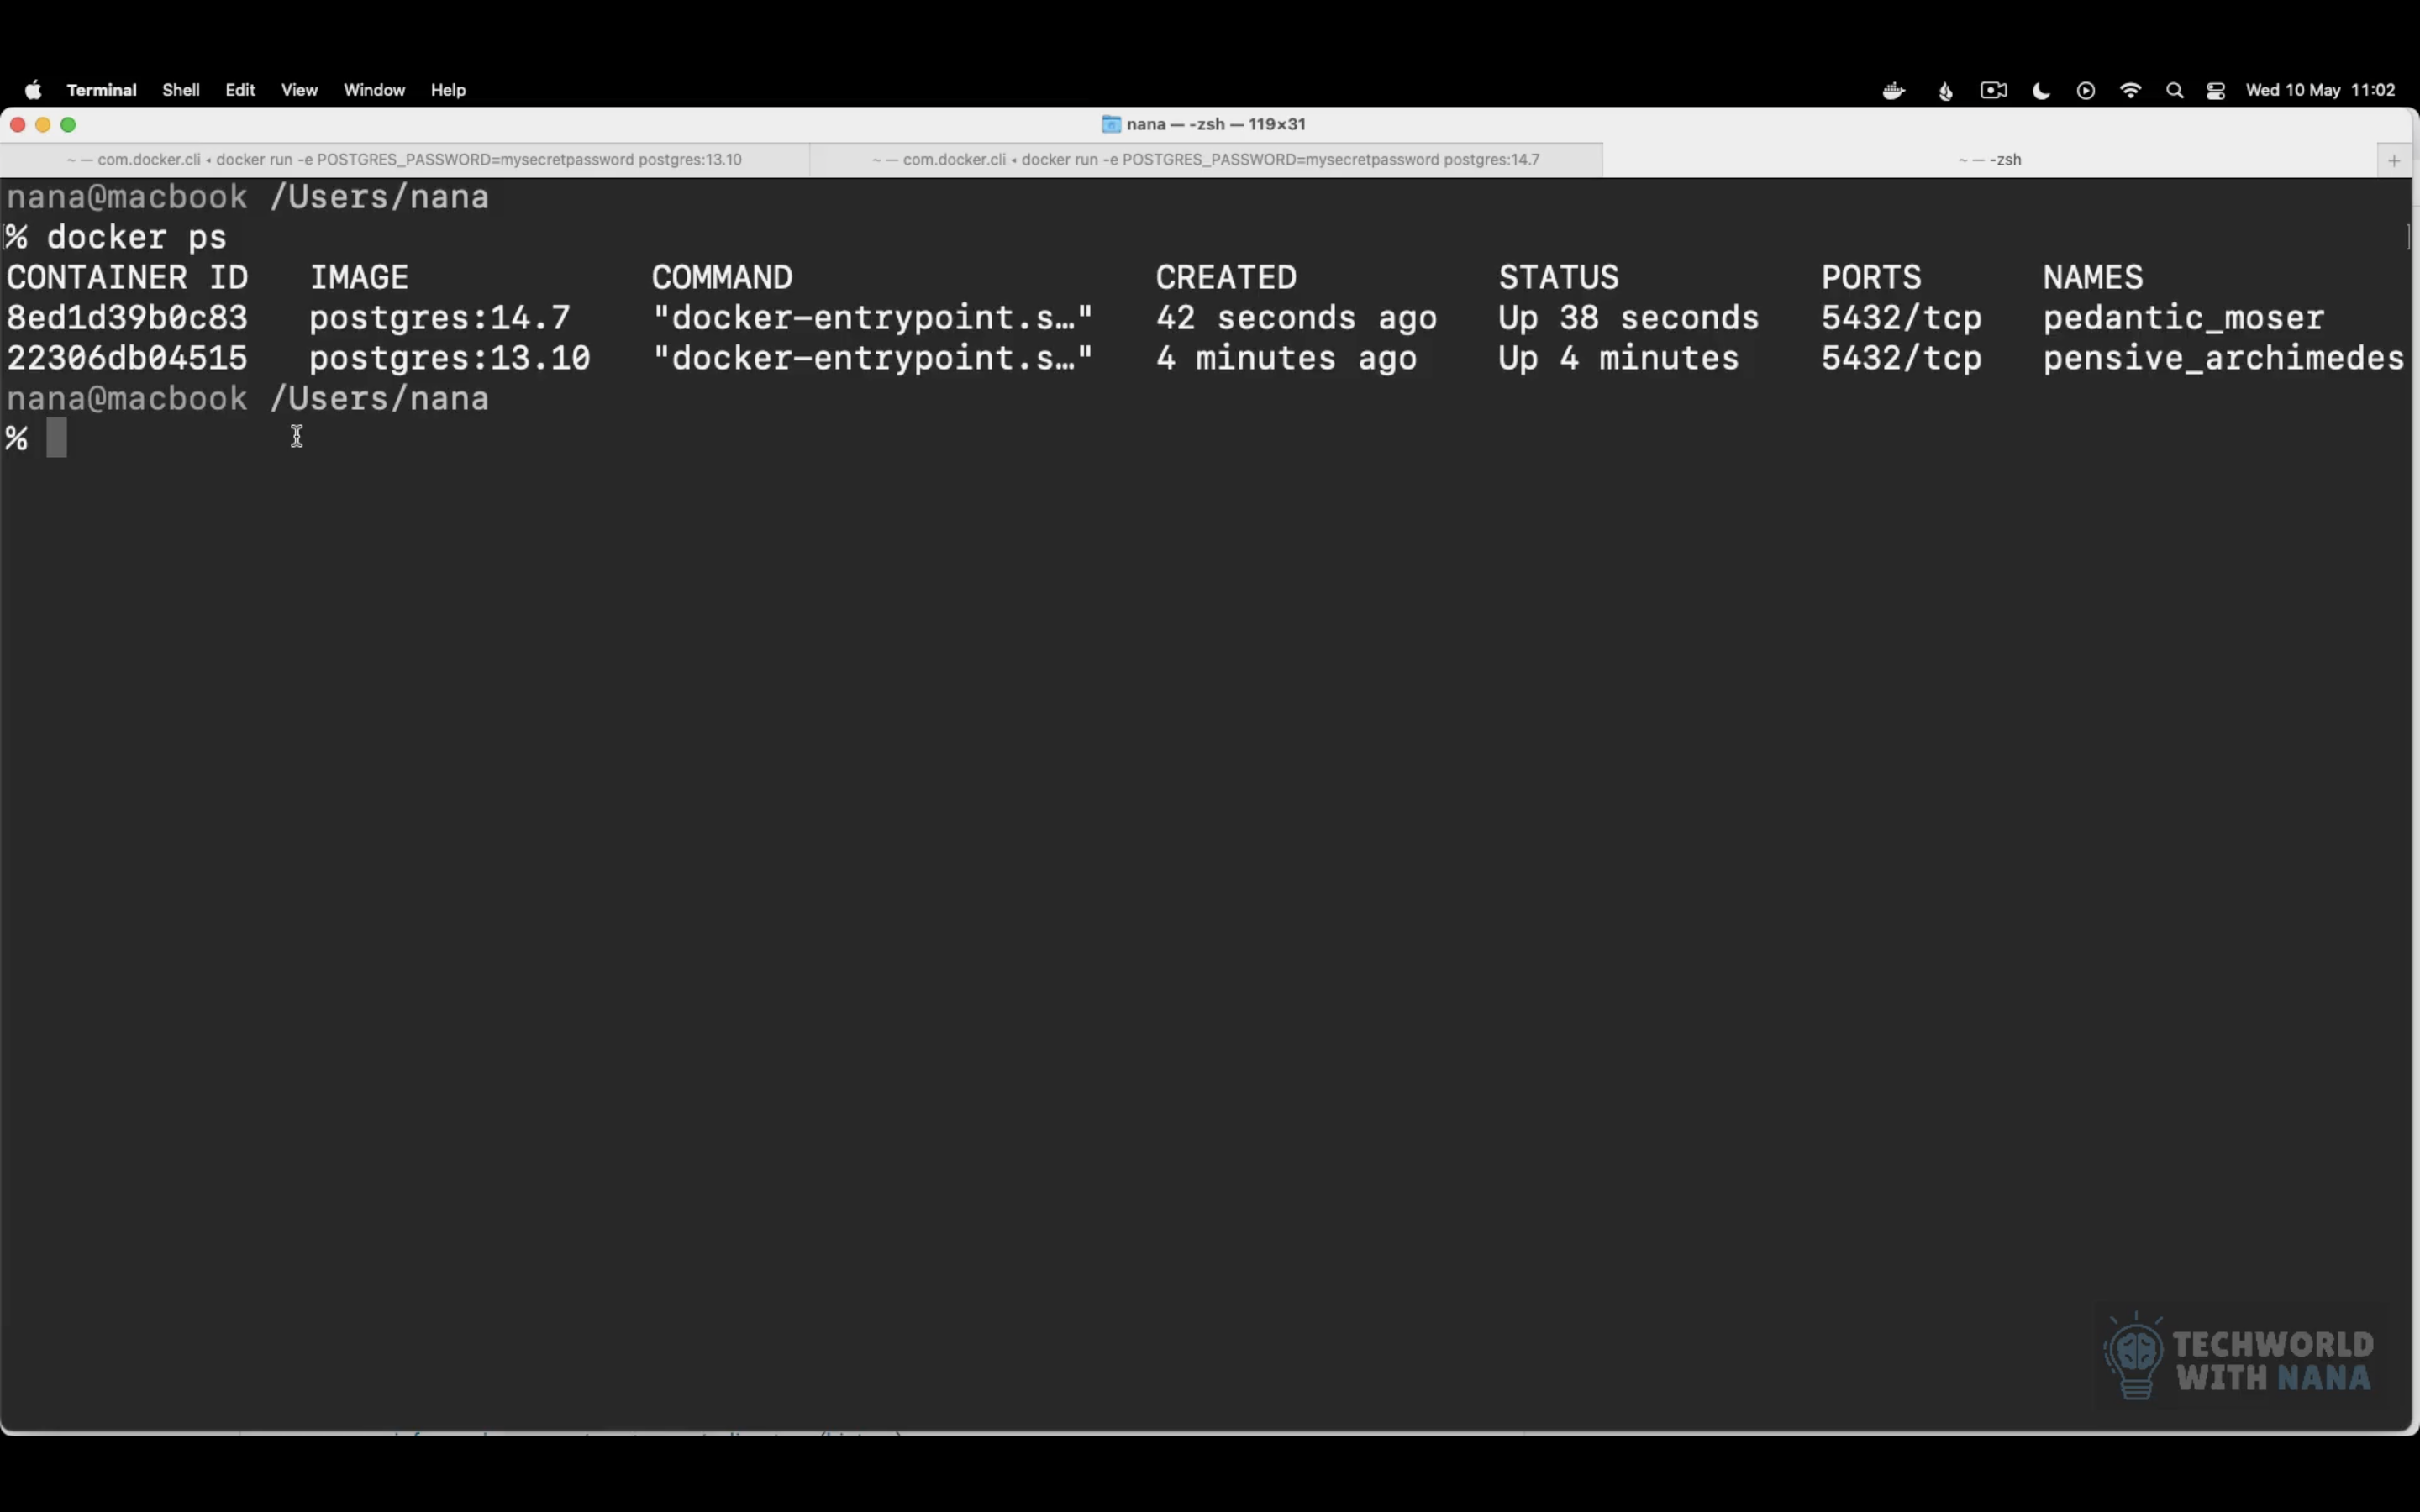 Terminal Shell Edit View Window Help Wed 10 May 11:02
nana — -zsh — 119×31
~ — com.docker.cli ◂ docker run -e POSTGRES_PASSWORD=mysecretpassword postgres:13.10 ~ — com.docker.cli ◂ docker run -e POSTGRES_PASSWORD=mysecretpassword postgres:14.7 ~ — -zsh +
nana@macbook /Users/nana
% docker ps
CONTAINER ID IMAGE COMMAND CREATED STATUS PORTS NAMES
8ed1d39b0c83 postgres:14.7 "docker-entrypoint.s…" 42 seconds ago Up 38 seconds 5432/tcp pedantic_moser
22306db04515 postgres:13.10 "docker-entrypoint.s…" 4 minutes ago Up 4 minutes 5432/tcp pensive_archimedes
nana@macbook /Users/nana
%
TECHWORLD
WITH NANA